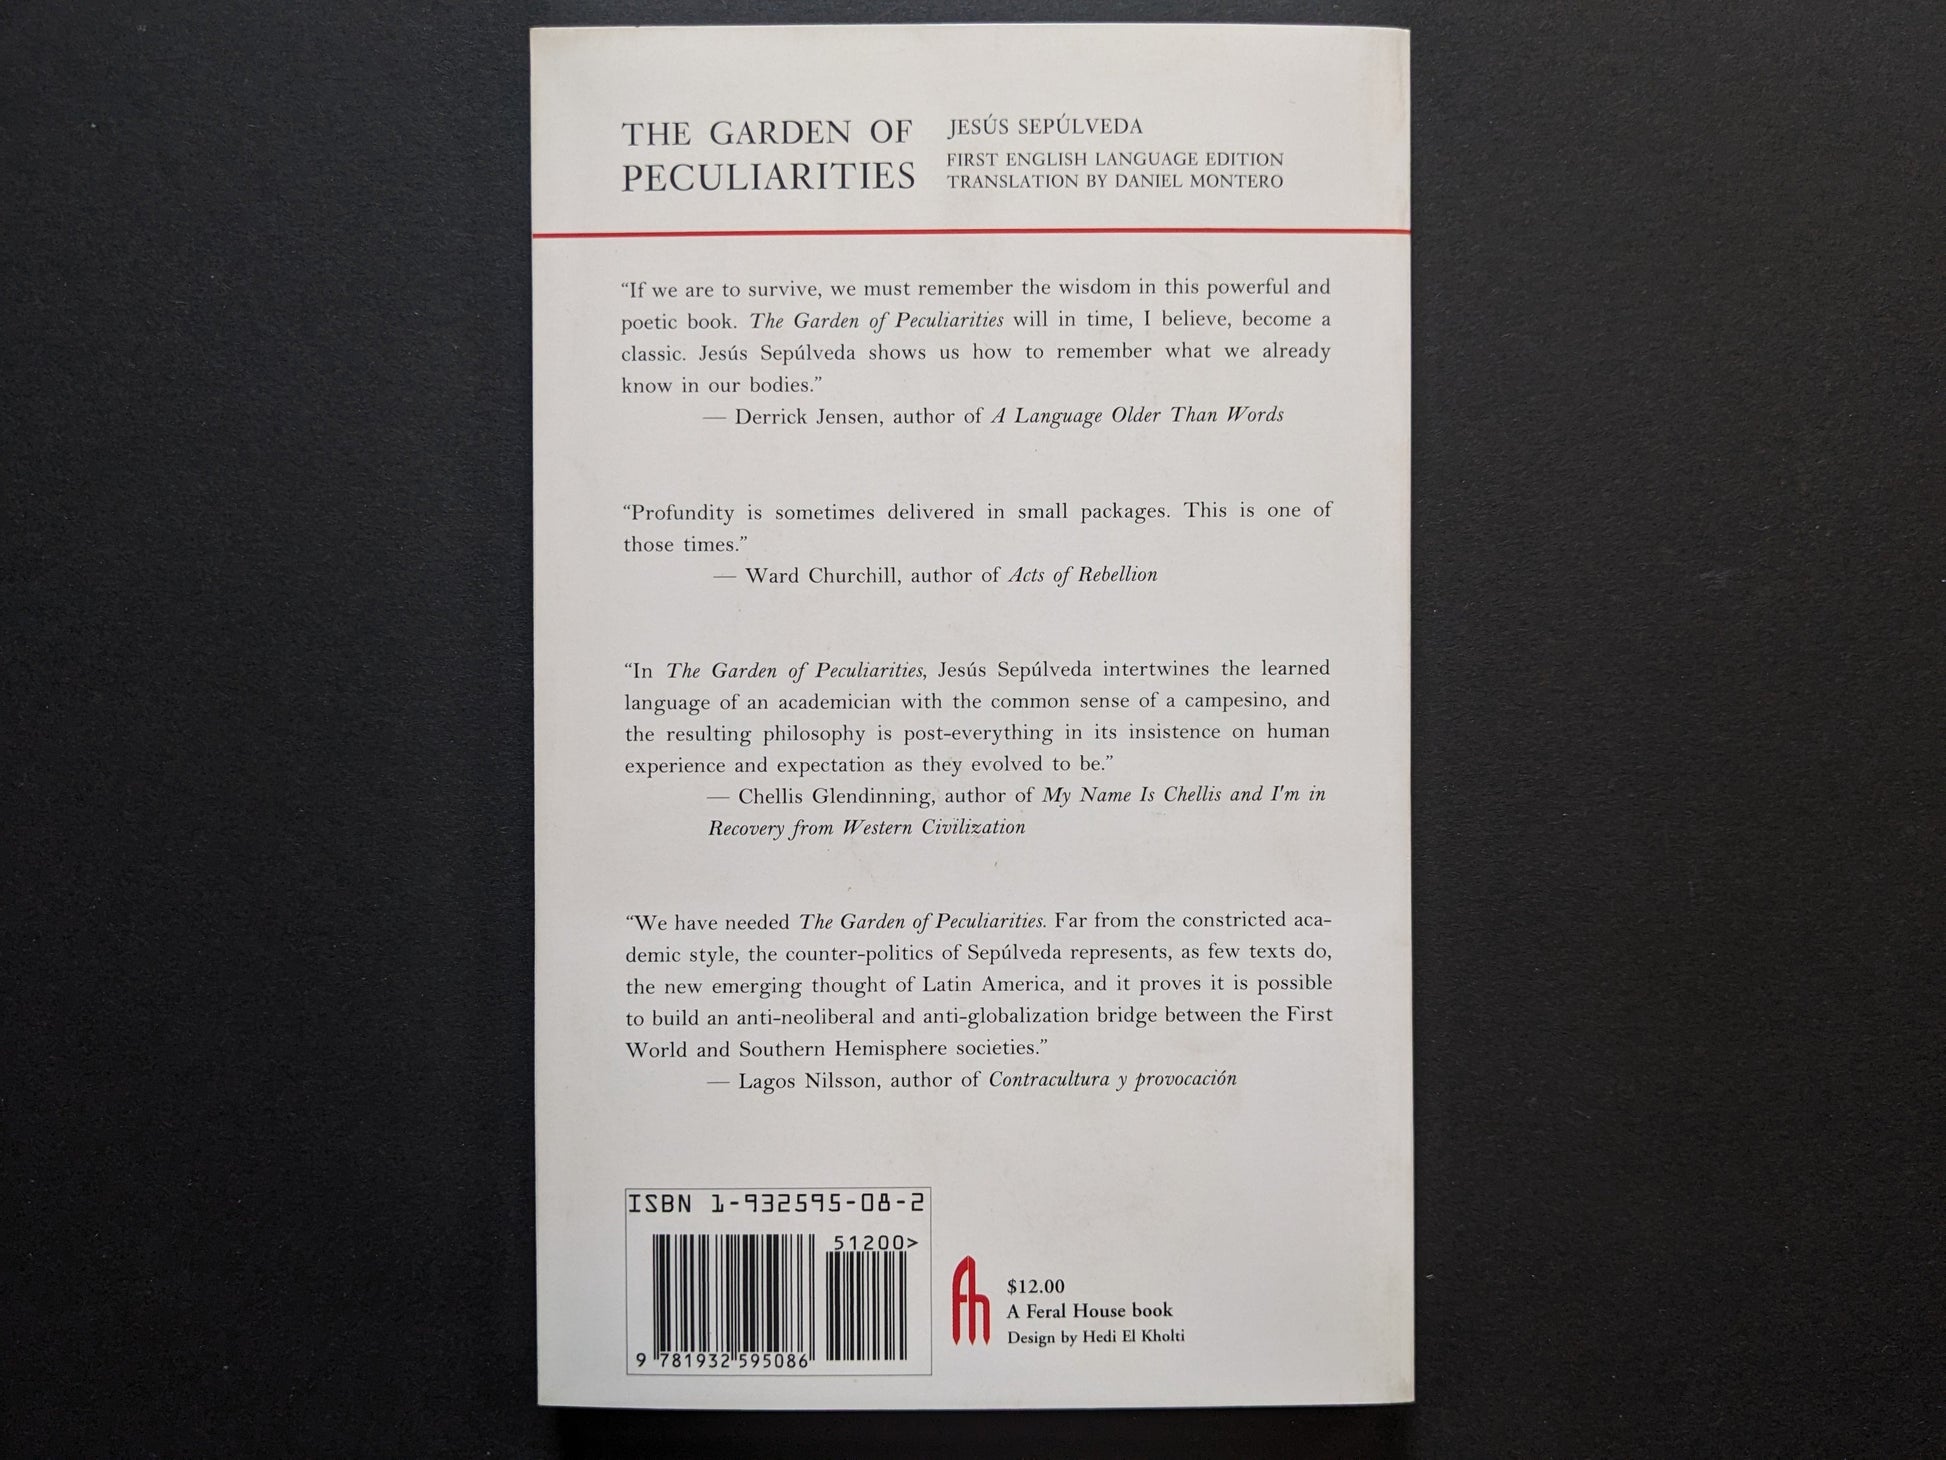 THE GARDEN OF
PECULIARITIES
JESÚS SEPÚLVEDA
FIRST ENGLISH LANGUAGE EDITION
TRANSLATION BY DANIEL MONTERO
“If we are to survive, we must remember the wisdom in this powerful and
poetic book. The Garden of Peculiarities will in time, I believe, become a
classic. Jesús Sepúlveda shows us how to remember what we already
know in our bodies.”
— Derrick Jensen, author of A Language Older Than Words
“Profundity is sometimes delivered in small packages. This is one of
those times.”
— Ward Churchill, author of Acts of Rebellion
“In The Garden of Peculiarities, Jesús Sepúlveda intertwines the learned
language of an academician with the common sense of a campesino, and
the resulting philosophy is post-everything in its insistence on human
experience and expectation as they evolved to be.”
— Chellis Glendinning, author of My Name Is Chellis and I'm in
Recovery from Western Civilization
“We have needed The Garden of Peculiarities. Far from the constricted aca-
demic style, the counter-politics of Sepúlveda represents, as few texts do,
the new emerging thought of Latin America, and it proves it is possible
to build an anti-neoliberal and anti-globalization bridge between the First
World and Southern Hemisphere societies.”
— Lagos Nilsson, author of Contracultura y provocación
ISBN 1-932595-08-2
51200>
9 781932 595086
fh
$12.00
A Feral House book
Design by Hedi El Kholti